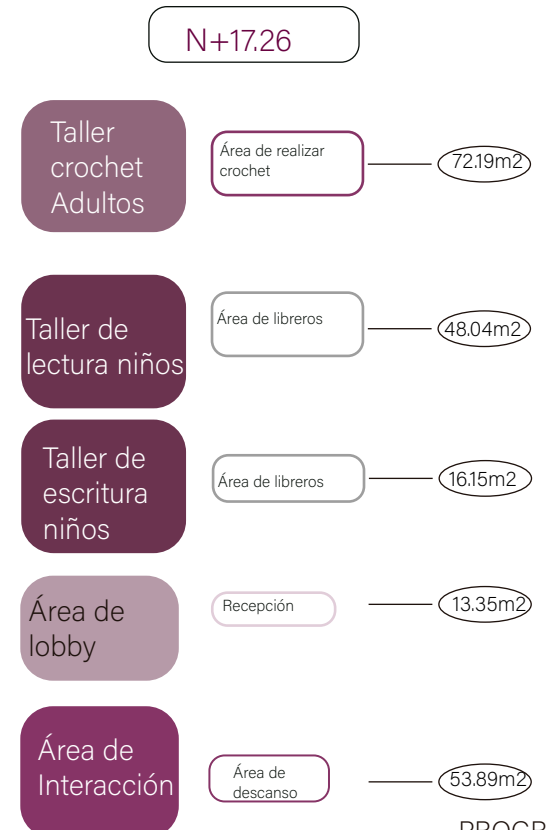 N+17.26
Taller
crochet
Adultos
Área de realizar
crochet
72.19m2
Taller de
lectura niños
Área de libreros
48.04m2
Taller de
escritura
niños
Área de libreros
16.15m2
Área de
lobby
Recepción
13.35m2
Área de
Interacción
Área de
descanso
53.89m2